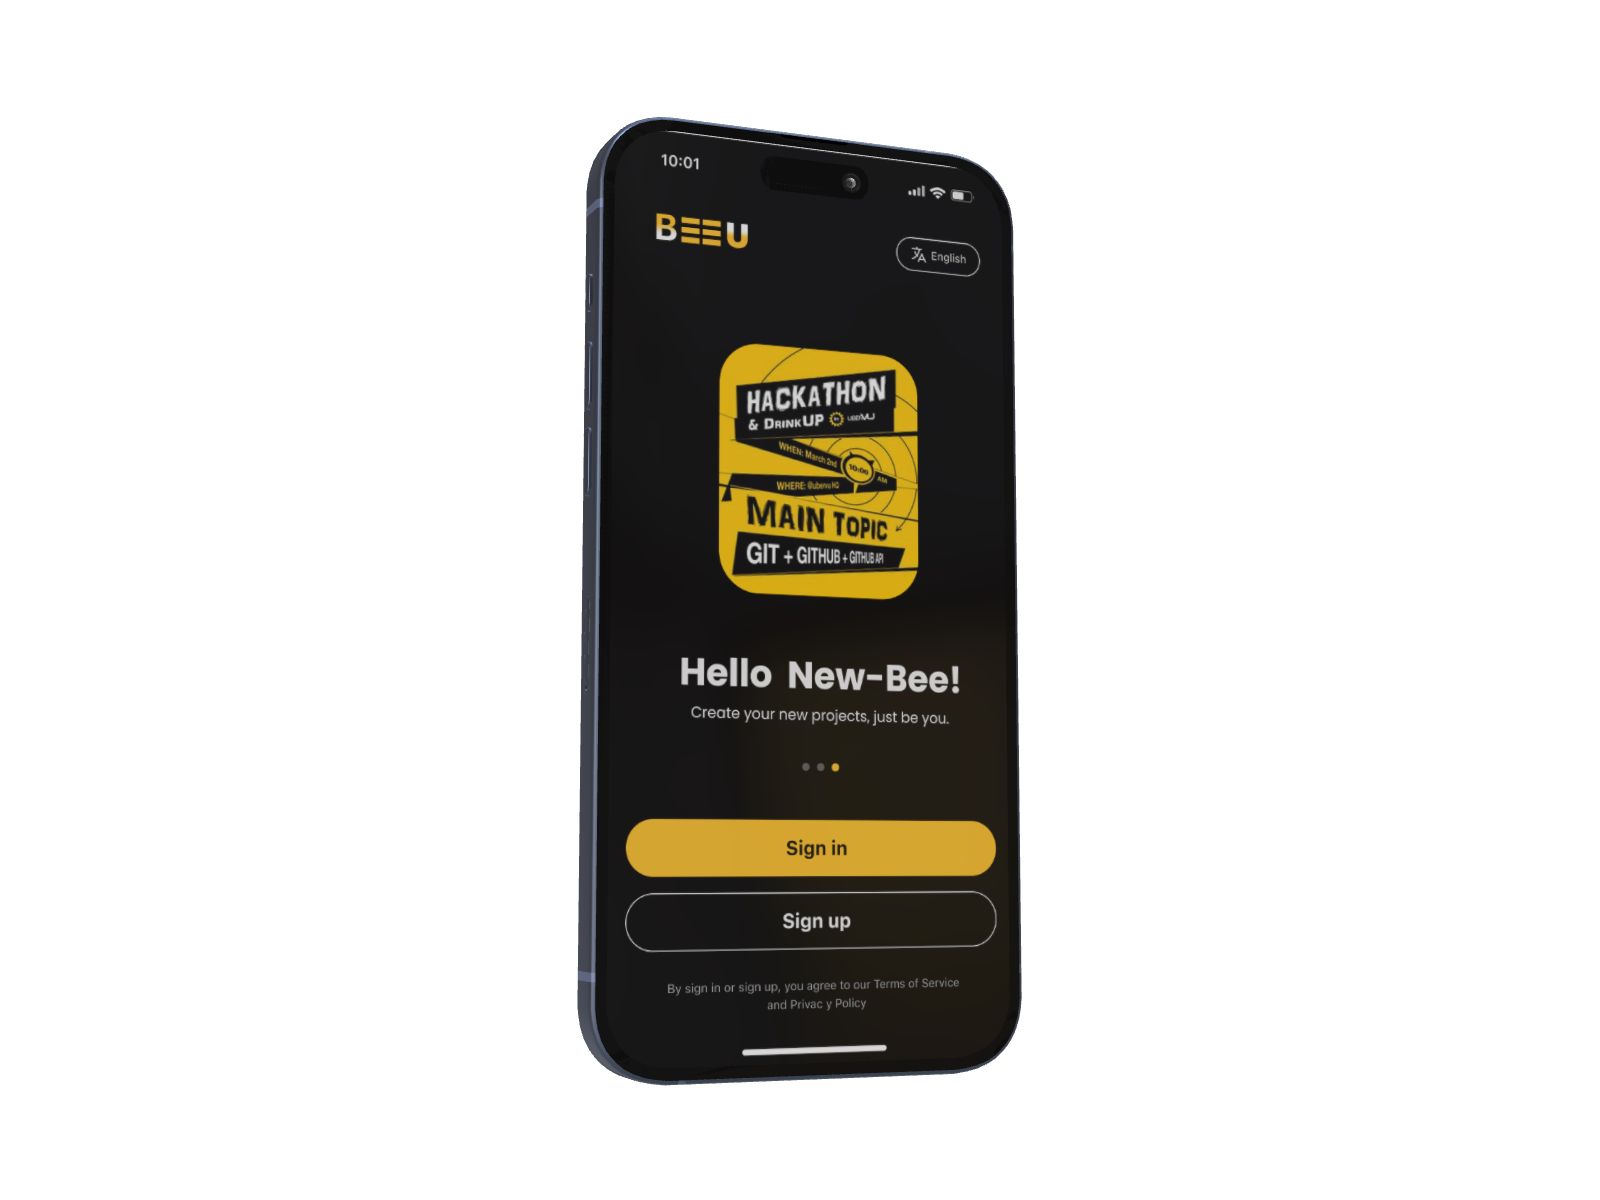 10:01
BEEU
English
HACKATHON
& DRINKUP
WHEN: March 2nd
10:00 AM
WHERE: @ubervu HQ
MAIN TOPIC
GIT + GITHUB + GITHUB API
Hello New-Bee!
Create your new projects, just be you.
Sign in
Sign up
By sign in or sign up, you agree to our Terms of Service
and Privac y Policy